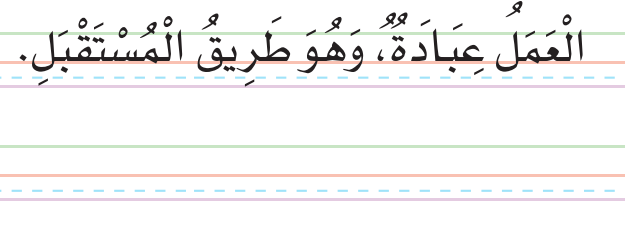 الْعَمَلُ عِبَادَةٌ، وَهُوَ طَرِيقُ الْمُسْتَقْبَلِ.